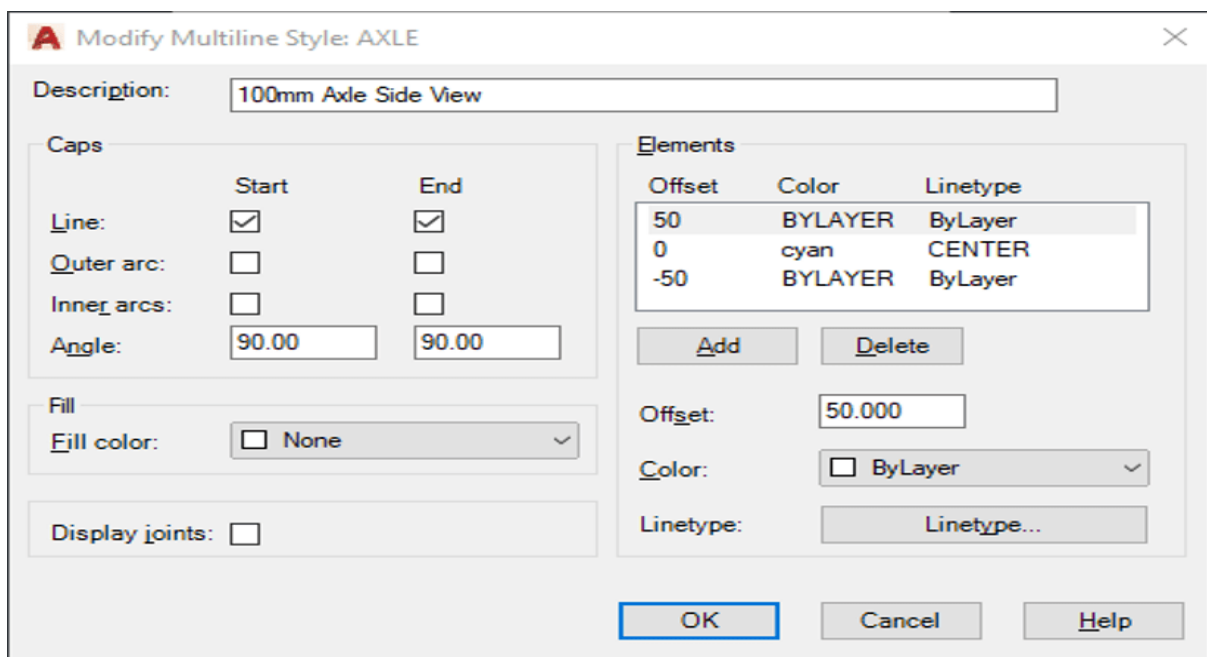 Modify Multiline Style: AXLE
Description: 100mm Axle Side View
Caps
Start End
Line:
Outer arc:
Inner arcs:
Angle: 90.00 90.00
Fill
Fill color: None
Display joints:
Elements
Offset Color Linetype
50 BYLAYER ByLayer
0 cyan CENTER
-50 BYLAYER ByLayer
Add Delete
Offset: 50.000
Color: ByLayer
Linetype: Linetype...
OK Cancel Help